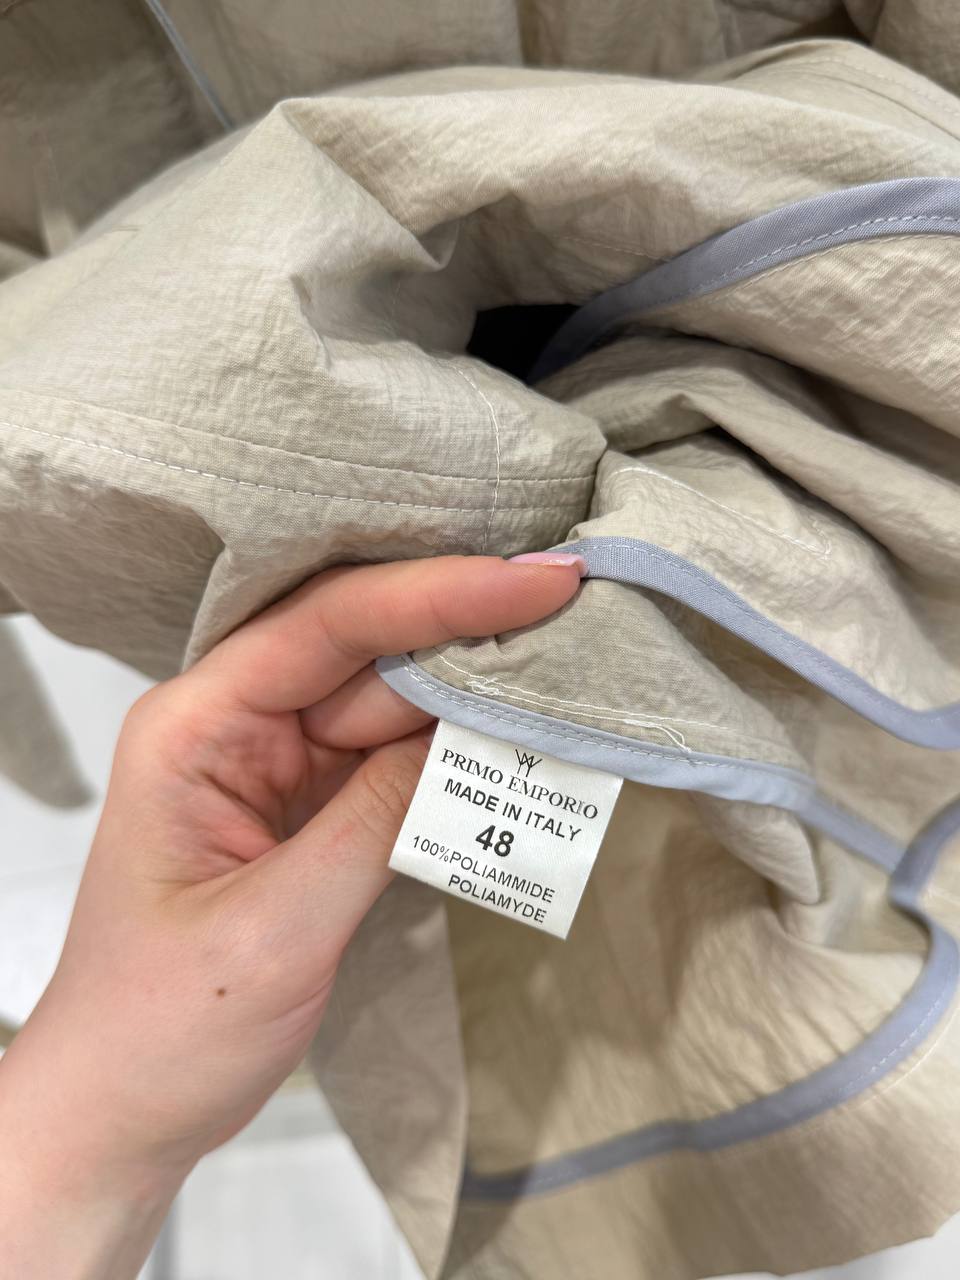 PRIMO EMPORIO
MADE IN ITALY
48
100%POLIAMMIDE
POLIAMYDE